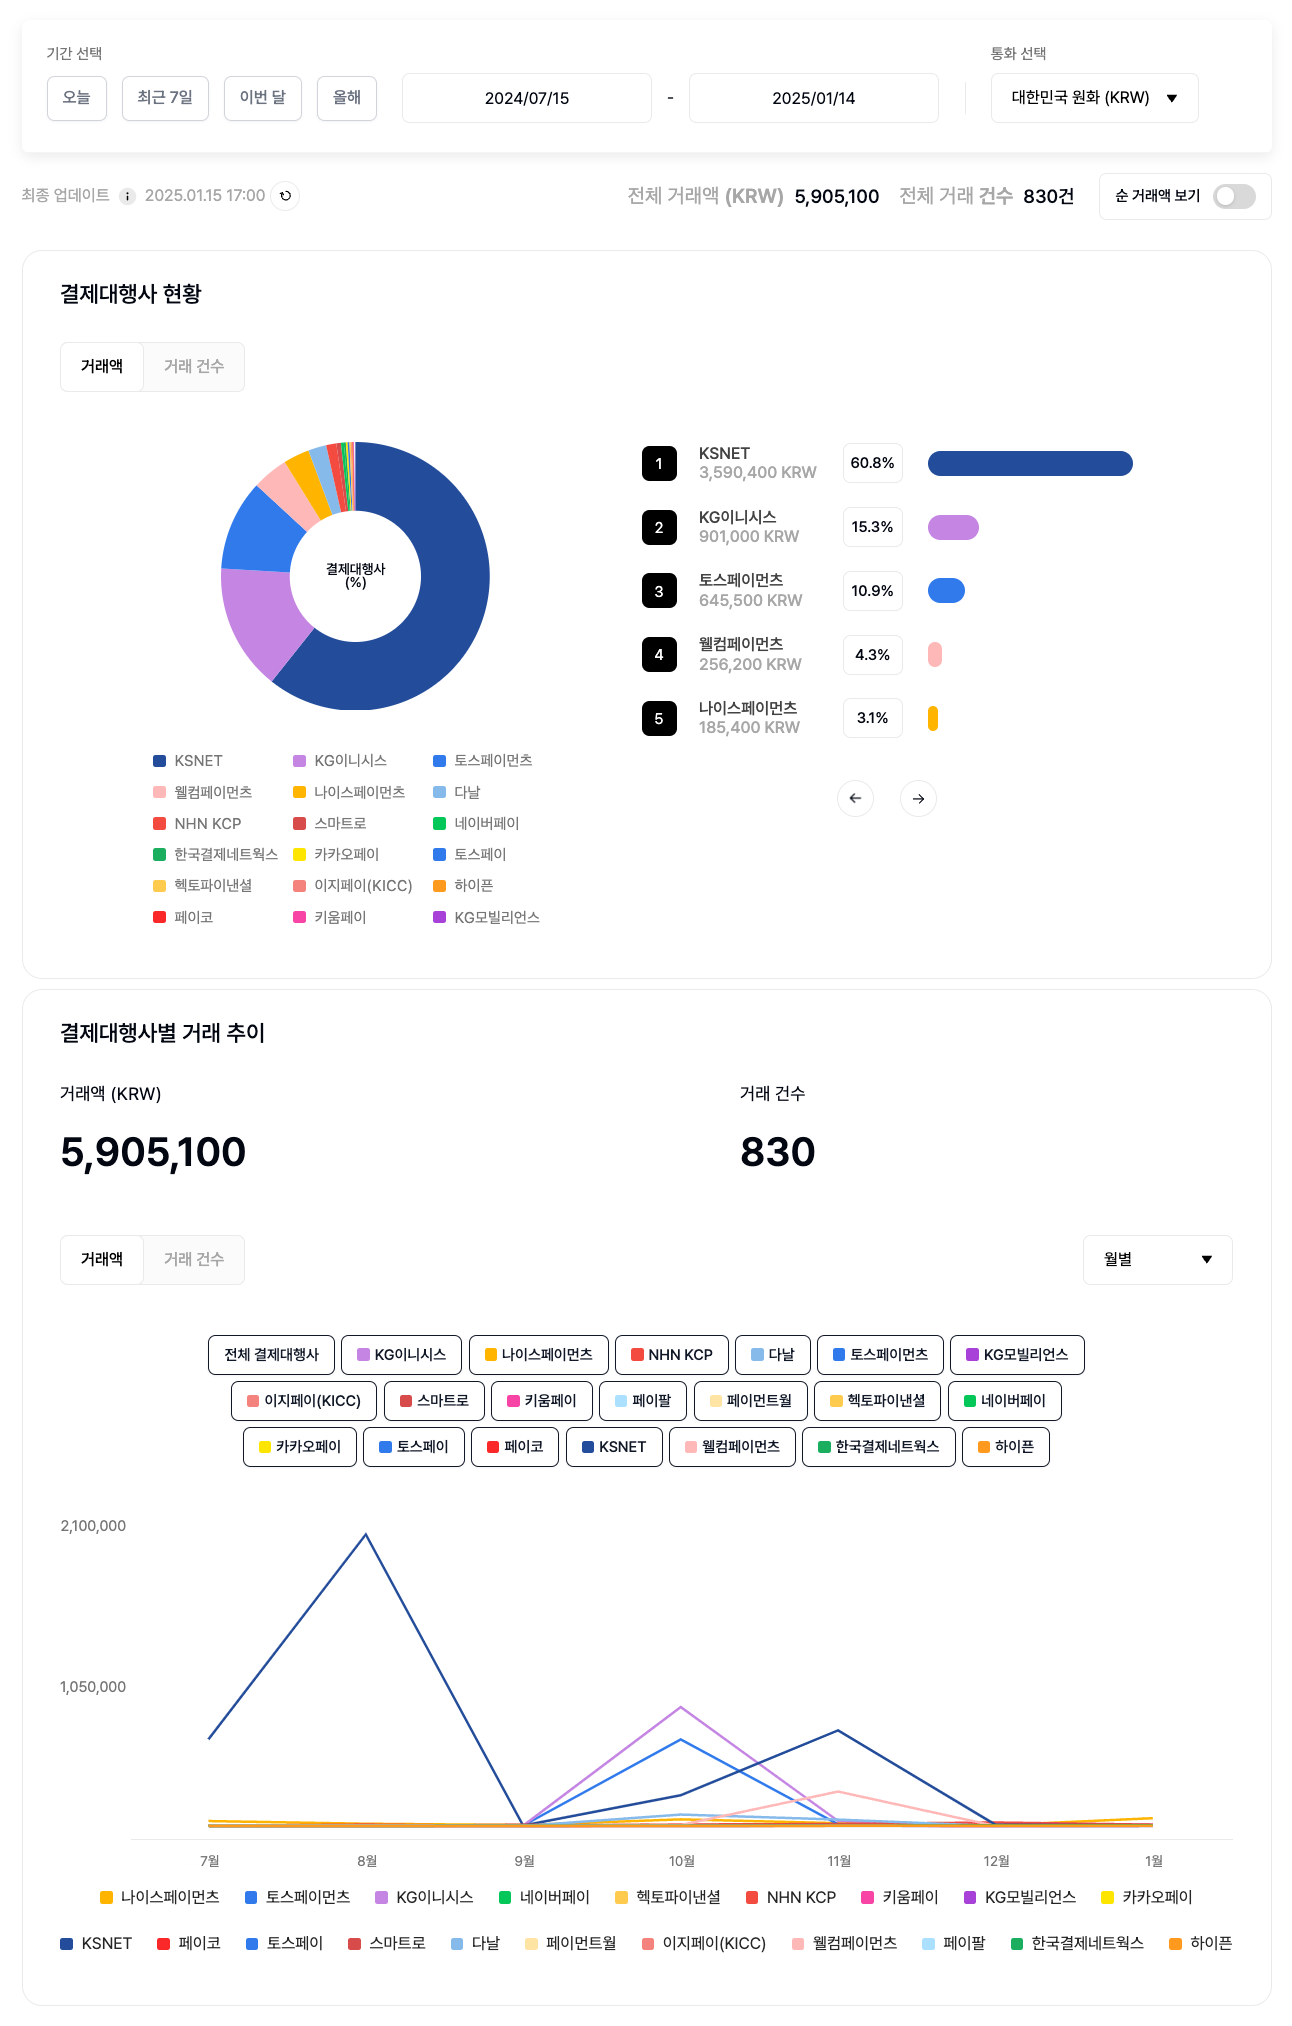 기간 선택
통화 선택
오늘 최근 7일 이번 달 올해 2024/07/15 - 2025/01/14 대한민국 원화 (KRW)
최종 업데이트 2025.01.15 17:00 전체 거래액 (KRW) 5,905,100 전체 거래 건수 830건 순 거래액 보기
결제대행사 현황
거래액 거래 건수
결제대행사
(%)
1 KSNET 3,590,400 KRW 60.8%
2 KG이니시스 901,000 KRW 15.3%
3 토스페이먼츠 645,500 KRW 10.9%
4 웰컴페이먼츠 256,200 KRW 4.3%
5 나이스페이먼츠 185,400 KRW 3.1%
KSNET KG이니시스 토스페이먼츠
웰컴페이먼츠 나이스페이먼츠 다날
NHN KCP 스마트로 네이버페이
한국결제네트웍스 카카오페이 토스페이
헥토파이낸셜 이지페이(KICC) 하이픈
페이코 키움페이 KG모빌리언스
결제대행사별 거래 추이
거래액 (KRW) 거래 건수
5,905,100 830
거래액 거래 건수 월별
전체 결제대행사 KG이니시스 나이스페이먼츠 NHN KCP 다날 토스페이먼츠 KG모빌리언스
이지페이(KICC) 스마트로 키움페이 페이팔 페이먼트월 헥토파이낸셜 네이버페이
카카오페이 토스페이 페이코 KSNET 웰컴페이먼츠 한국결제네트웍스 하이픈
2,100,000
1,050,000
7월 8월 9월 10월 11월 12월 1월
나이스페이먼츠 토스페이먼츠 KG이니시스 네이버페이 헥토파이낸셜 NHN KCP 키움페이 KG모빌리언스 카카오페이
KSNET 페이코 토스페이 스마트로 다날 페이먼트월 이지페이(KICC) 웰컴페이먼츠 페이팔 한국결제네트웍스 하이픈